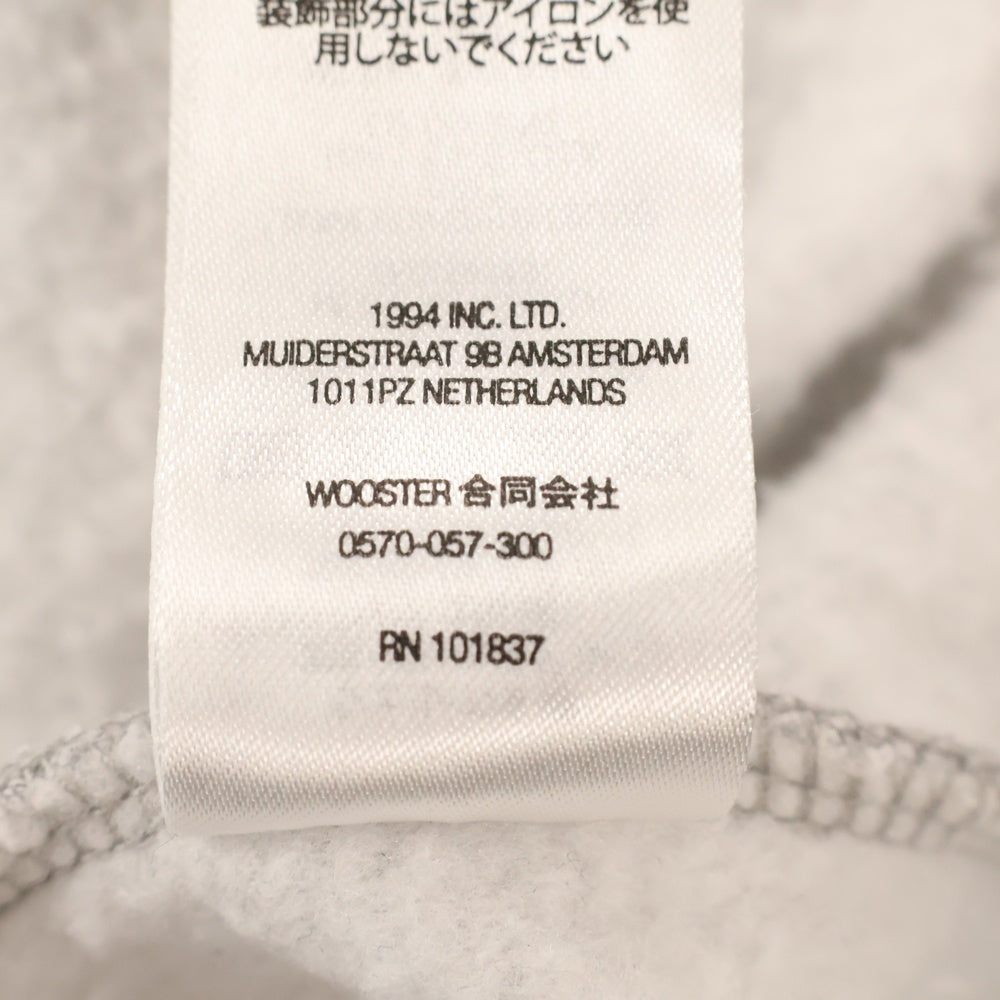 装飾部分にはアイロンを使
用しないでください
1994 INC. LTD.
MUIDERSTRAAT 9B AMSTERDAM
1011PZ NETHERLANDS
WOOSTER 合同会社
0570-057-300
RN 101837